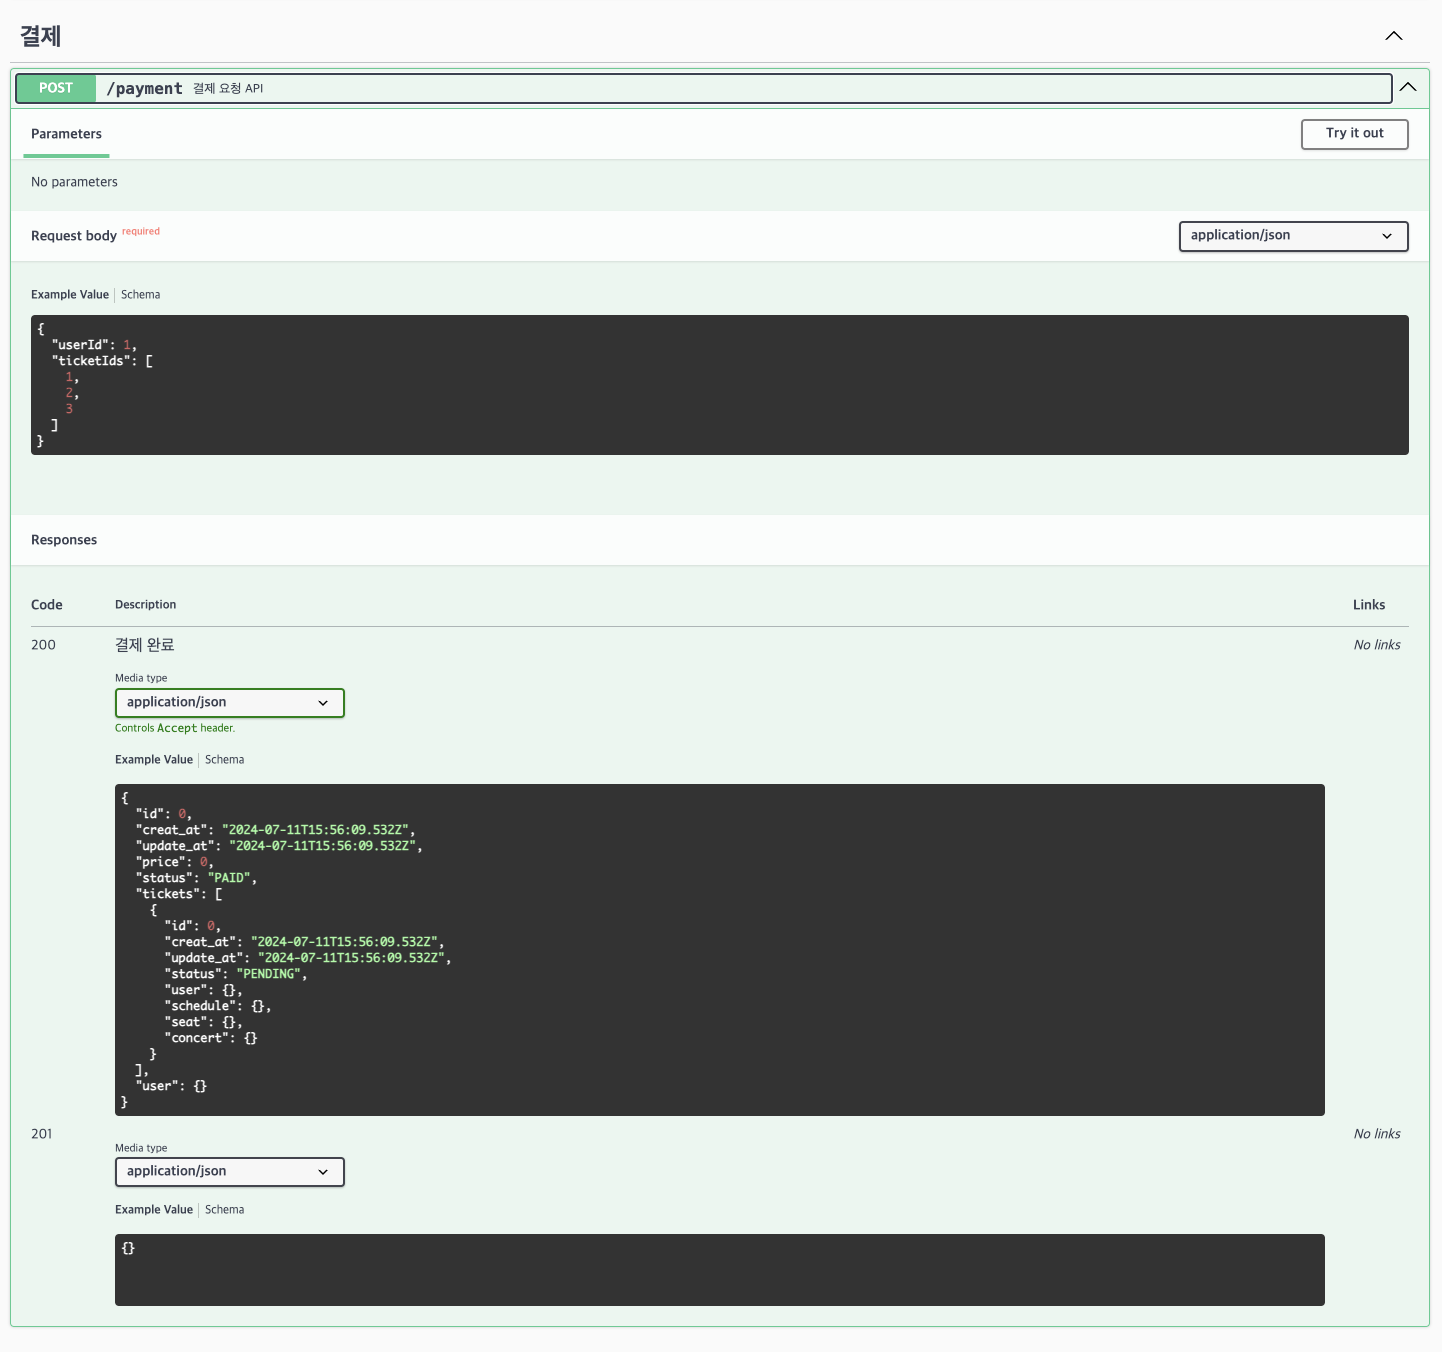 결제
POST /payment 결제 요청 API
Parameters
Try it out
No parameters
Request body required
application/json
Example Value Schema
{
  "userId": 1,
  "ticketIds": [
    1,
    2,
    3
  ]
}
Responses
Code Description Links
200 결제 완료 No links
Media type
application/json
Controls Accept header.
Example Value Schema
{
  "id": 0,
  "creat_at": "2024-07-11T15:56:09.532Z",
  "update_at": "2024-07-11T15:56:09.532Z",
  "price": 0,
  "status": "PAID",
  "tickets": [
    {
      "id": 0,
      "creat_at": "2024-07-11T15:56:09.532Z",
      "update_at": "2024-07-11T15:56:09.532Z",
      "status": "PENDING",
      "user": {},
      "schedule": {},
      "seat": {},
      "concert": {}
    }
  ],
  "user": {}
}
201 No links
Media type
application/json
Example Value Schema
{}